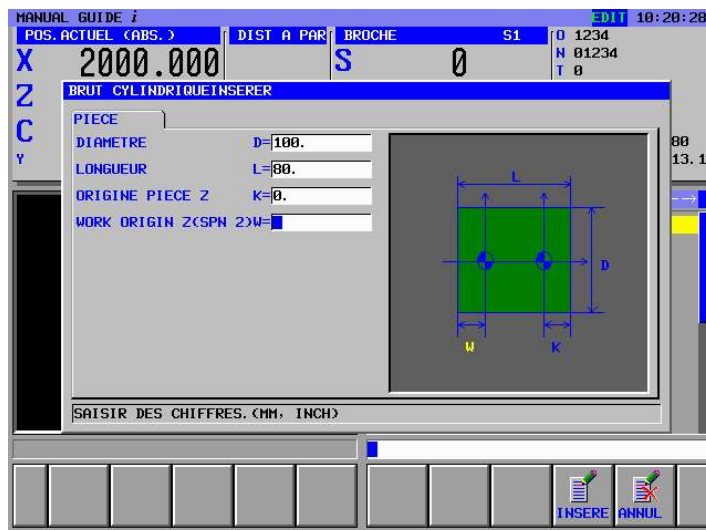 MANUAL GUIDE i EDIT 10:20:28
POS.ACTUEL (ABS.) DIST A PAR BROCHE S1 O 1234
N 01234
T 0
X 2000.000 S 0
Z
C
Y
BRUT CYLINDRIQUEINSERER
PIECE
DIAMETRE D=100.
LONGUEUR L=80.
ORIGINE PIECE Z K=0.
WORK ORIGIN Z(SPN 2)W=
L
D
W K
80
13.1
SAISIR DES CHIFFRES.(MM, INCH)
INSERE ANNUL